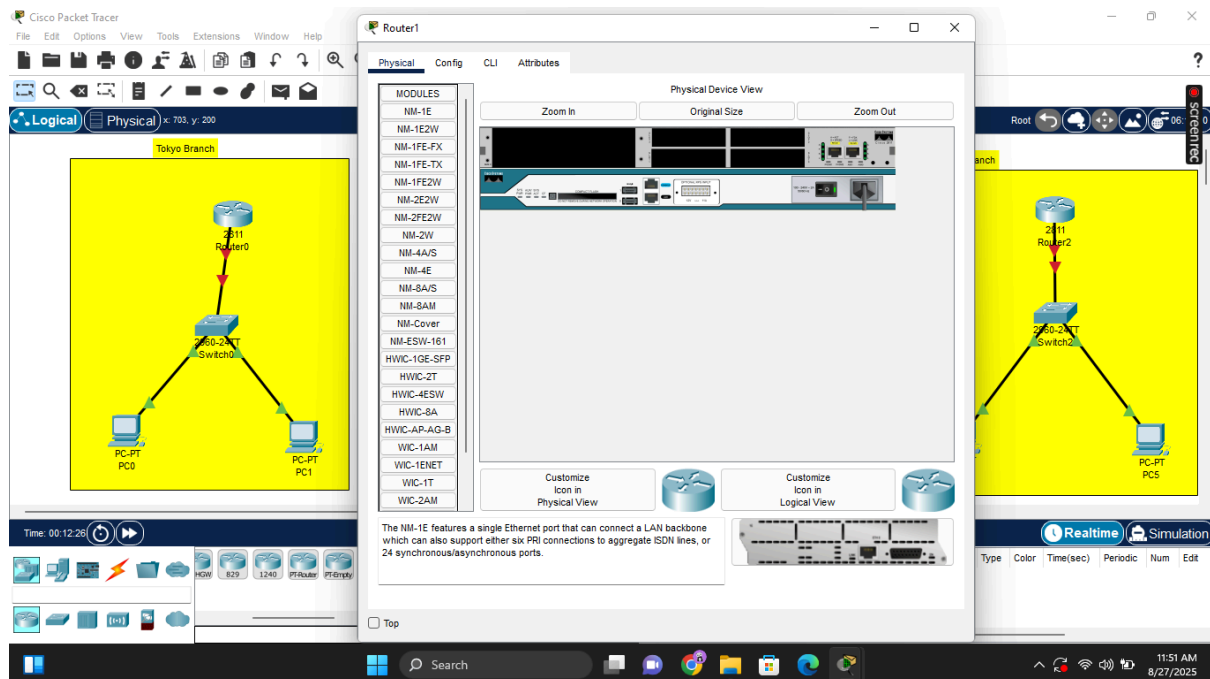 Cisco Packet Tracer
File Edit Options View Tools Extensions Window Help
Logical
Physical
x: 703, y: 200
Root
06:
screenrec
Tokyo Branch
2811
Router0
2960-24TT
Switch0
PC-PT
PC0
PC-PT
PC1
Router1
Physical Config CLI Attributes
MODULES
NM-1E
NM-1E2W
NM-1FE-FX
NM-1FE-TX
NM-1FE2W
NM-2E2W
NM-2FE2W
NM-2W
NM-4A/S
NM-4E
NM-8A/S
NM-8AM
NM-Cover
NM-ESW-161
HWIC-1GE-SFP
HWIC-2T
HWIC-4ESW
HWIC-8A
HWIC-AP-AG-B
WIC-1AM
WIC-1ENET
WIC-1T
WIC-2AM
Physical Device View
Zoom In
Original Size
Zoom Out
Customize
Icon in
Physical View
Customize
Icon in
Logical View
The NM-1E features a single Ethernet port that can connect a LAN backbone
which can also support either six PRI connections to aggregate ISDN lines, or
24 synchronous/asynchronous ports.
Top
anch
2811
Router2
2960-24TT
Switch2
PC-PT
PC5
Time: 00:12:26
Realtime
Simulation
HGW
829
1240
PT-Router
PT-Empty
Type Color Time(sec) Periodic Num Edit
Search
11:51 AM
8/27/2025